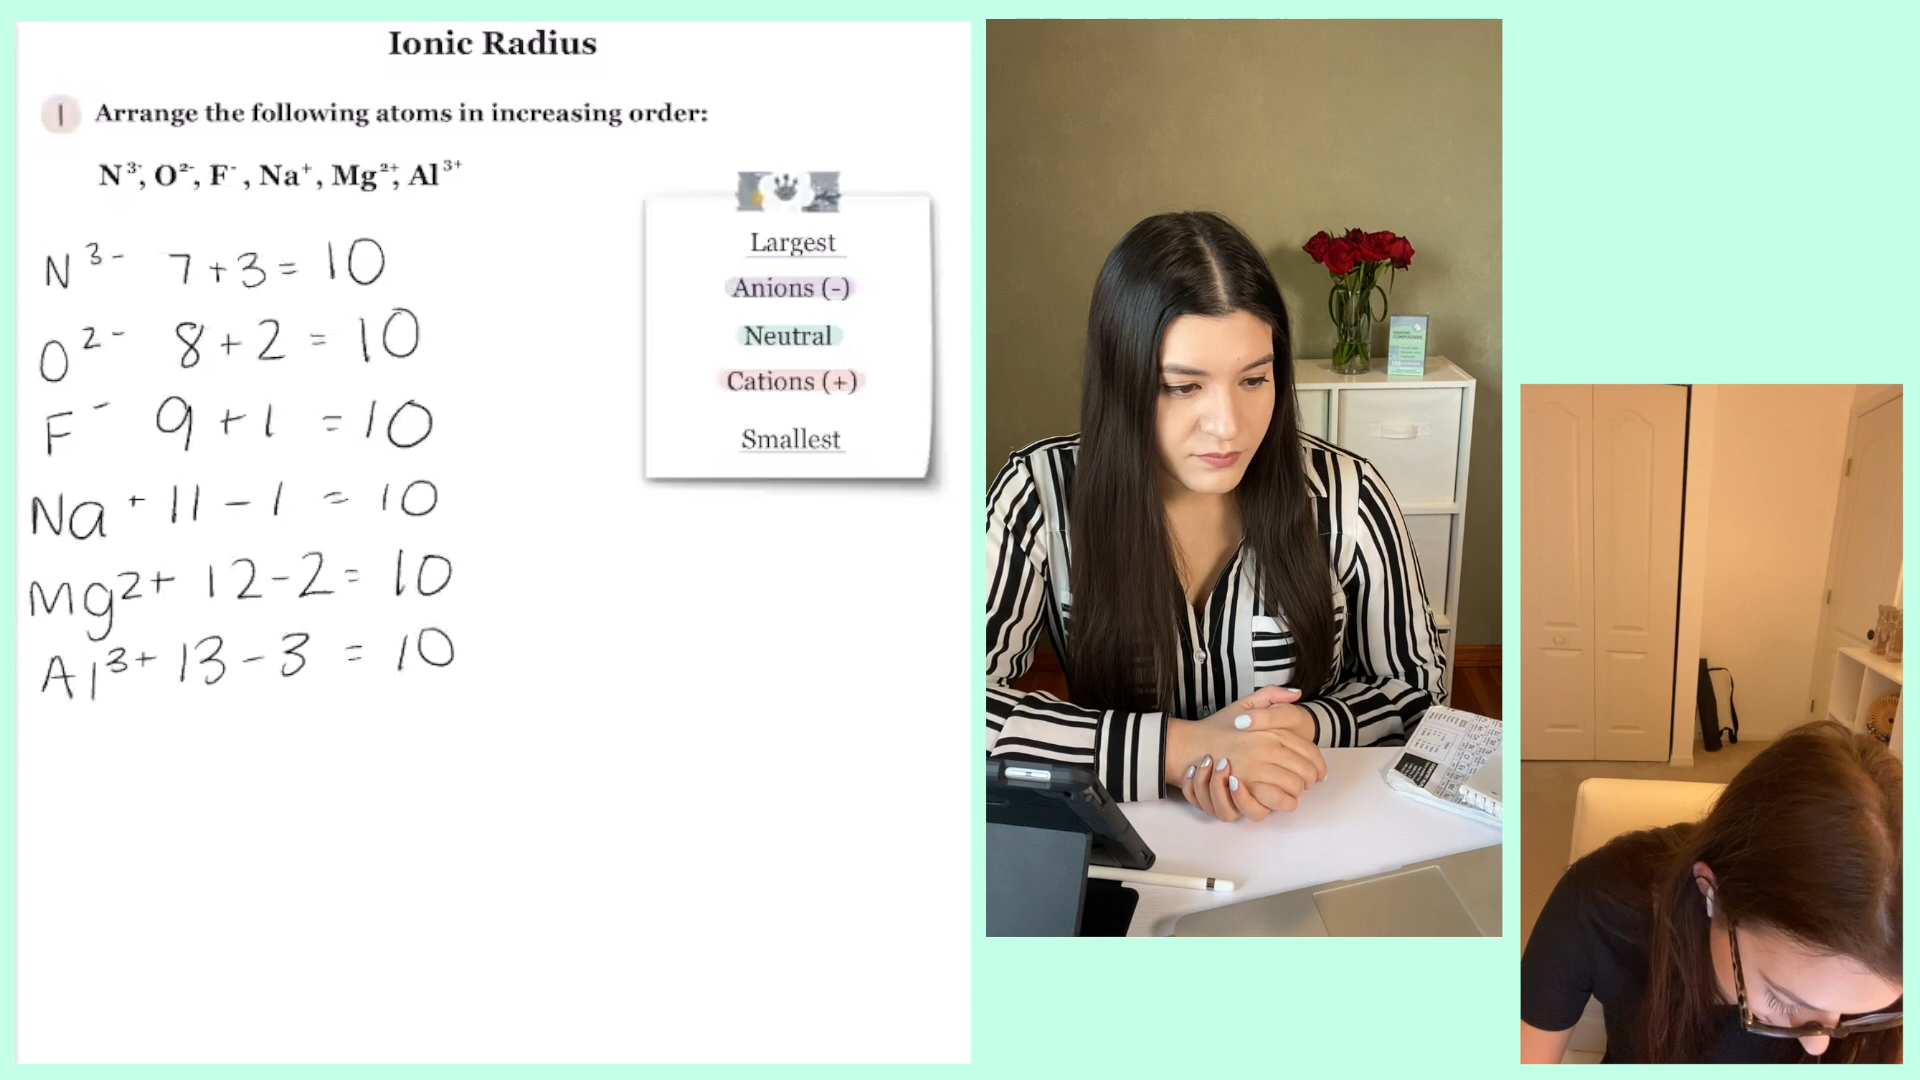 Ionic Radius
1 Arrange the following atoms in increasing order:
N³⁻, O²⁻, F⁻, Na⁺, Mg²⁺, Al³⁺
Largest
Anions (-)
Neutral
Cations (+)
Smallest
N³⁻ 7+3= 10
O²⁻ 8+2 = 10
F⁻ 9+1 = 10
Na⁺ 11-1 = 10
Mg²⁺ 12-2= 10
Al³⁺ 13-3 = 10